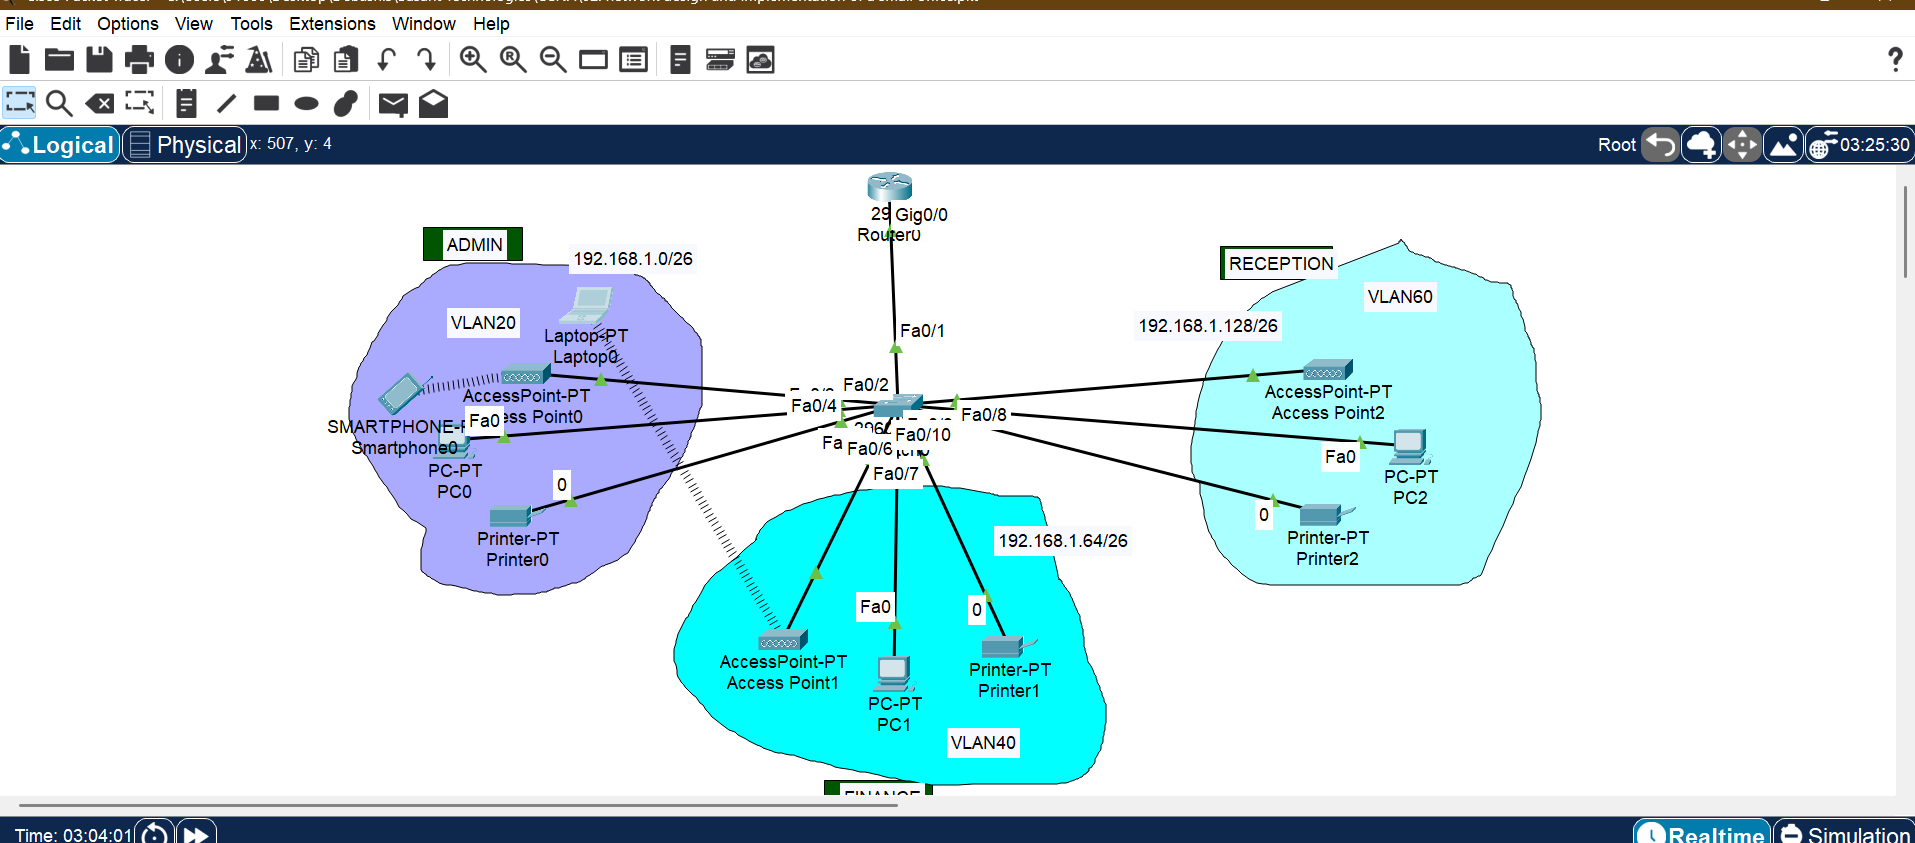 File Edit Options View Tools Extensions Window Help
Logical Physical x: 507, y: 4 Root 03:25:30
29 Gig0/0
Router0
ADMIN
192.168.1.0/26
RECEPTION
VLAN60
VLAN20
192.168.1.128/26
Laptop-PT
Laptop0
Fa0/1
Fa0/2
Fa0/4
Fa0/8
AccessPoint-PT
Access Point2
AccessPoint-PT
ess Point0
Fa0
SMARTPHONE-
Smartphone0
Fa
Fa0/6
Fa0/10
Fa0/7
PC-PT
PC0
Fa0
PC-PT
PC2
0
Printer-PT
Printer0
0
Printer-PT
Printer2
192.168.1.64/26
Fa0
0
AccessPoint-PT
Access Point1
PC-PT
PC1
Printer-PT
Printer1
VLAN40
FINANCE
Time: 03:04:01 Realtime Simulation